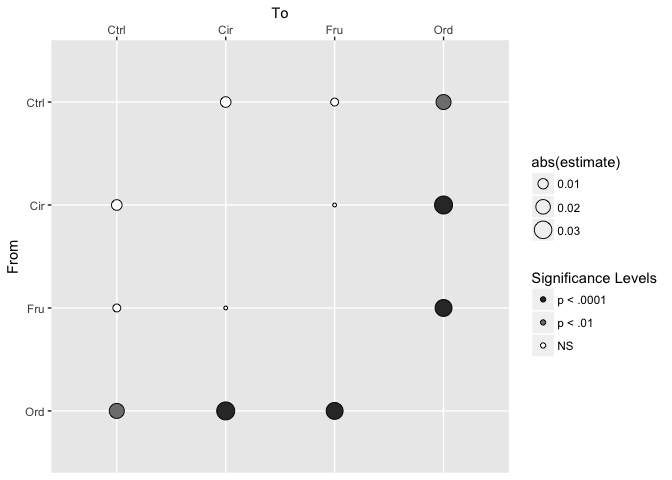 To
Ctrl Cir Fru Ord
From
Ctrl
Cir
Fru
Ord
abs(estimate)
0.01
0.02
0.03
Significance Levels
p < .0001
p < .01
NS